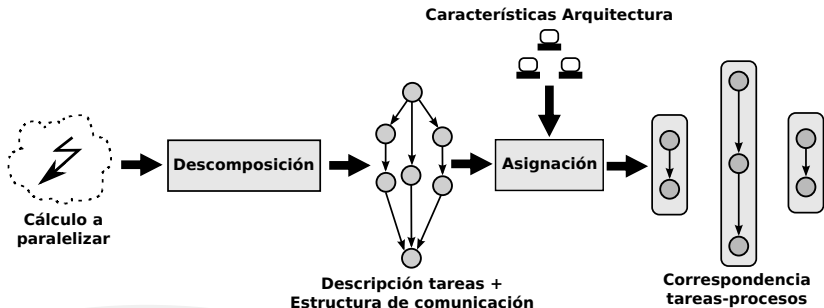 Características Arquitectura
Descomposición
Asignación
Cálculo a
paralelizar
Descripción tareas +
Estructura de comunicación
Correspondencia
tareas-procesos